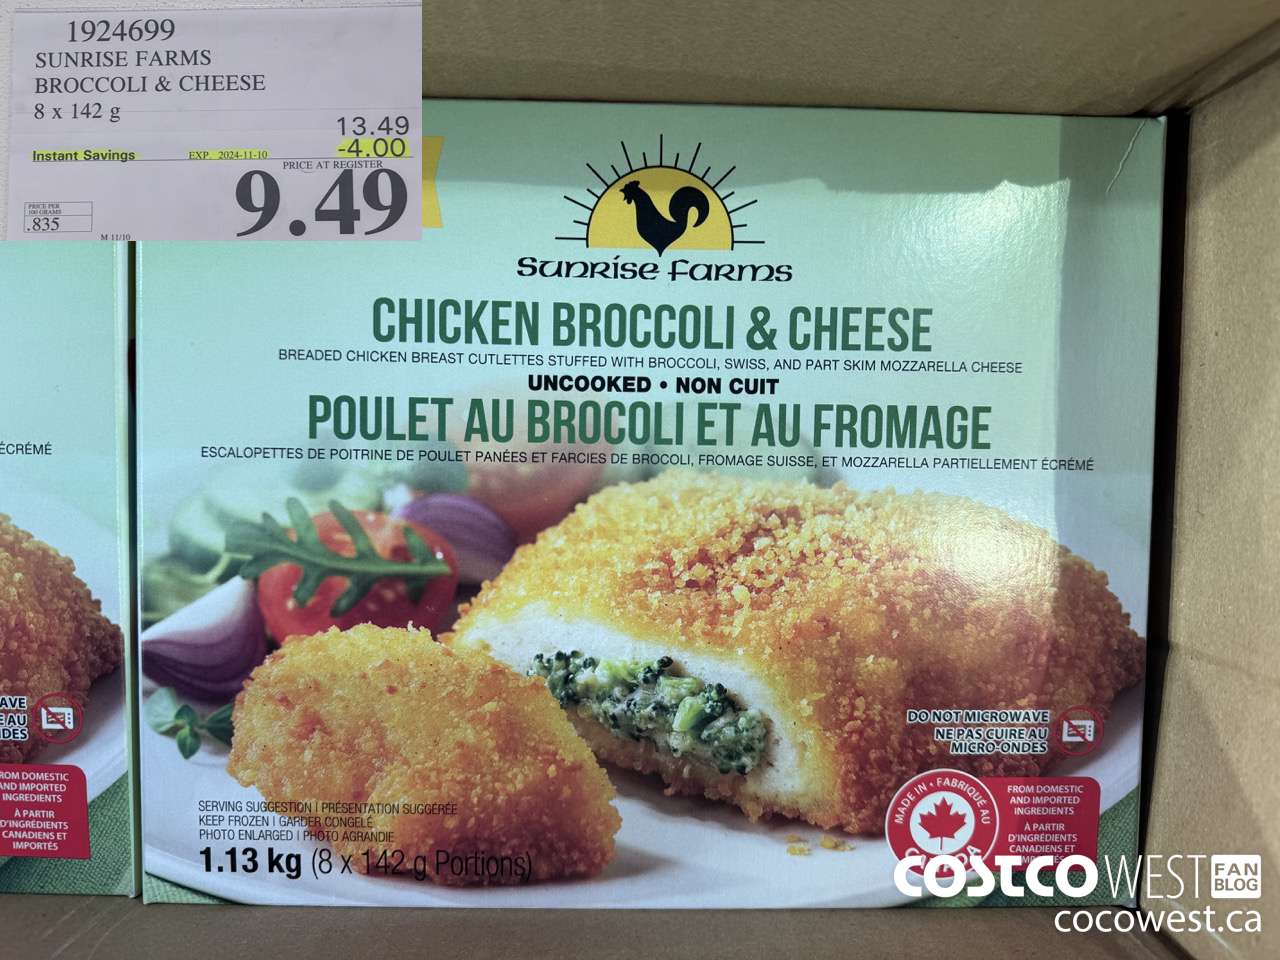 1924699
SUNRISE FARMS
BROCCOLI & CHEESE
8 x 142 g
13.49
-4.00
Instant Savings EXP. 2024-11-10
PRICE AT REGISTER
9.49
PRICE PER
100 GRAMS
.835
M 11/10
Sunrise Farms
CHICKEN BROCCOLI & CHEESE
BREADED CHICKEN BREAST CUTLETTES STUFFED WITH BROCCOLI, SWISS, AND PART SKIM MOZZARELLA CHEESE
UNCOOKED • NON CUIT
POULET AU BROCOLI ET AU FROMAGE
ESCALOPETTES DE POITRINE DE POULET PANÉES ET FARCIES DE BROCOLI, FROMAGE SUISSE, ET MOZZARELLA PARTIELLEMENT ÉCRÉMÉ
ÉCRÉMÉ
AVE
E AU
DES
ROM DOMESTIC
AND IMPORTED
INGREDIENTS
À PARTIR
D'INGRÉDIENTS
CANADIENS ET
IMPORTÉS
DO NOT MICROWAVE
NE PAS CUIRE AU
MICRO-ONDES
MADE IN • FABRIQUÉ AU
FROM DOMESTIC
AND IMPORTED
INGREDIENTS
À PARTIR
D'INGRÉDIENTS
CANADIENS ET
SERVING SUGGESTION | PRÉSENTATION SUGGÉRÉE
KEEP FROZEN | GARDER CONGELÉ
PHOTO ENLARGED | PHOTO AGRANDIE
1.13 kg (8 x 142 g Portions)
COSTCO WEST FAN BLOG
cocowest.ca